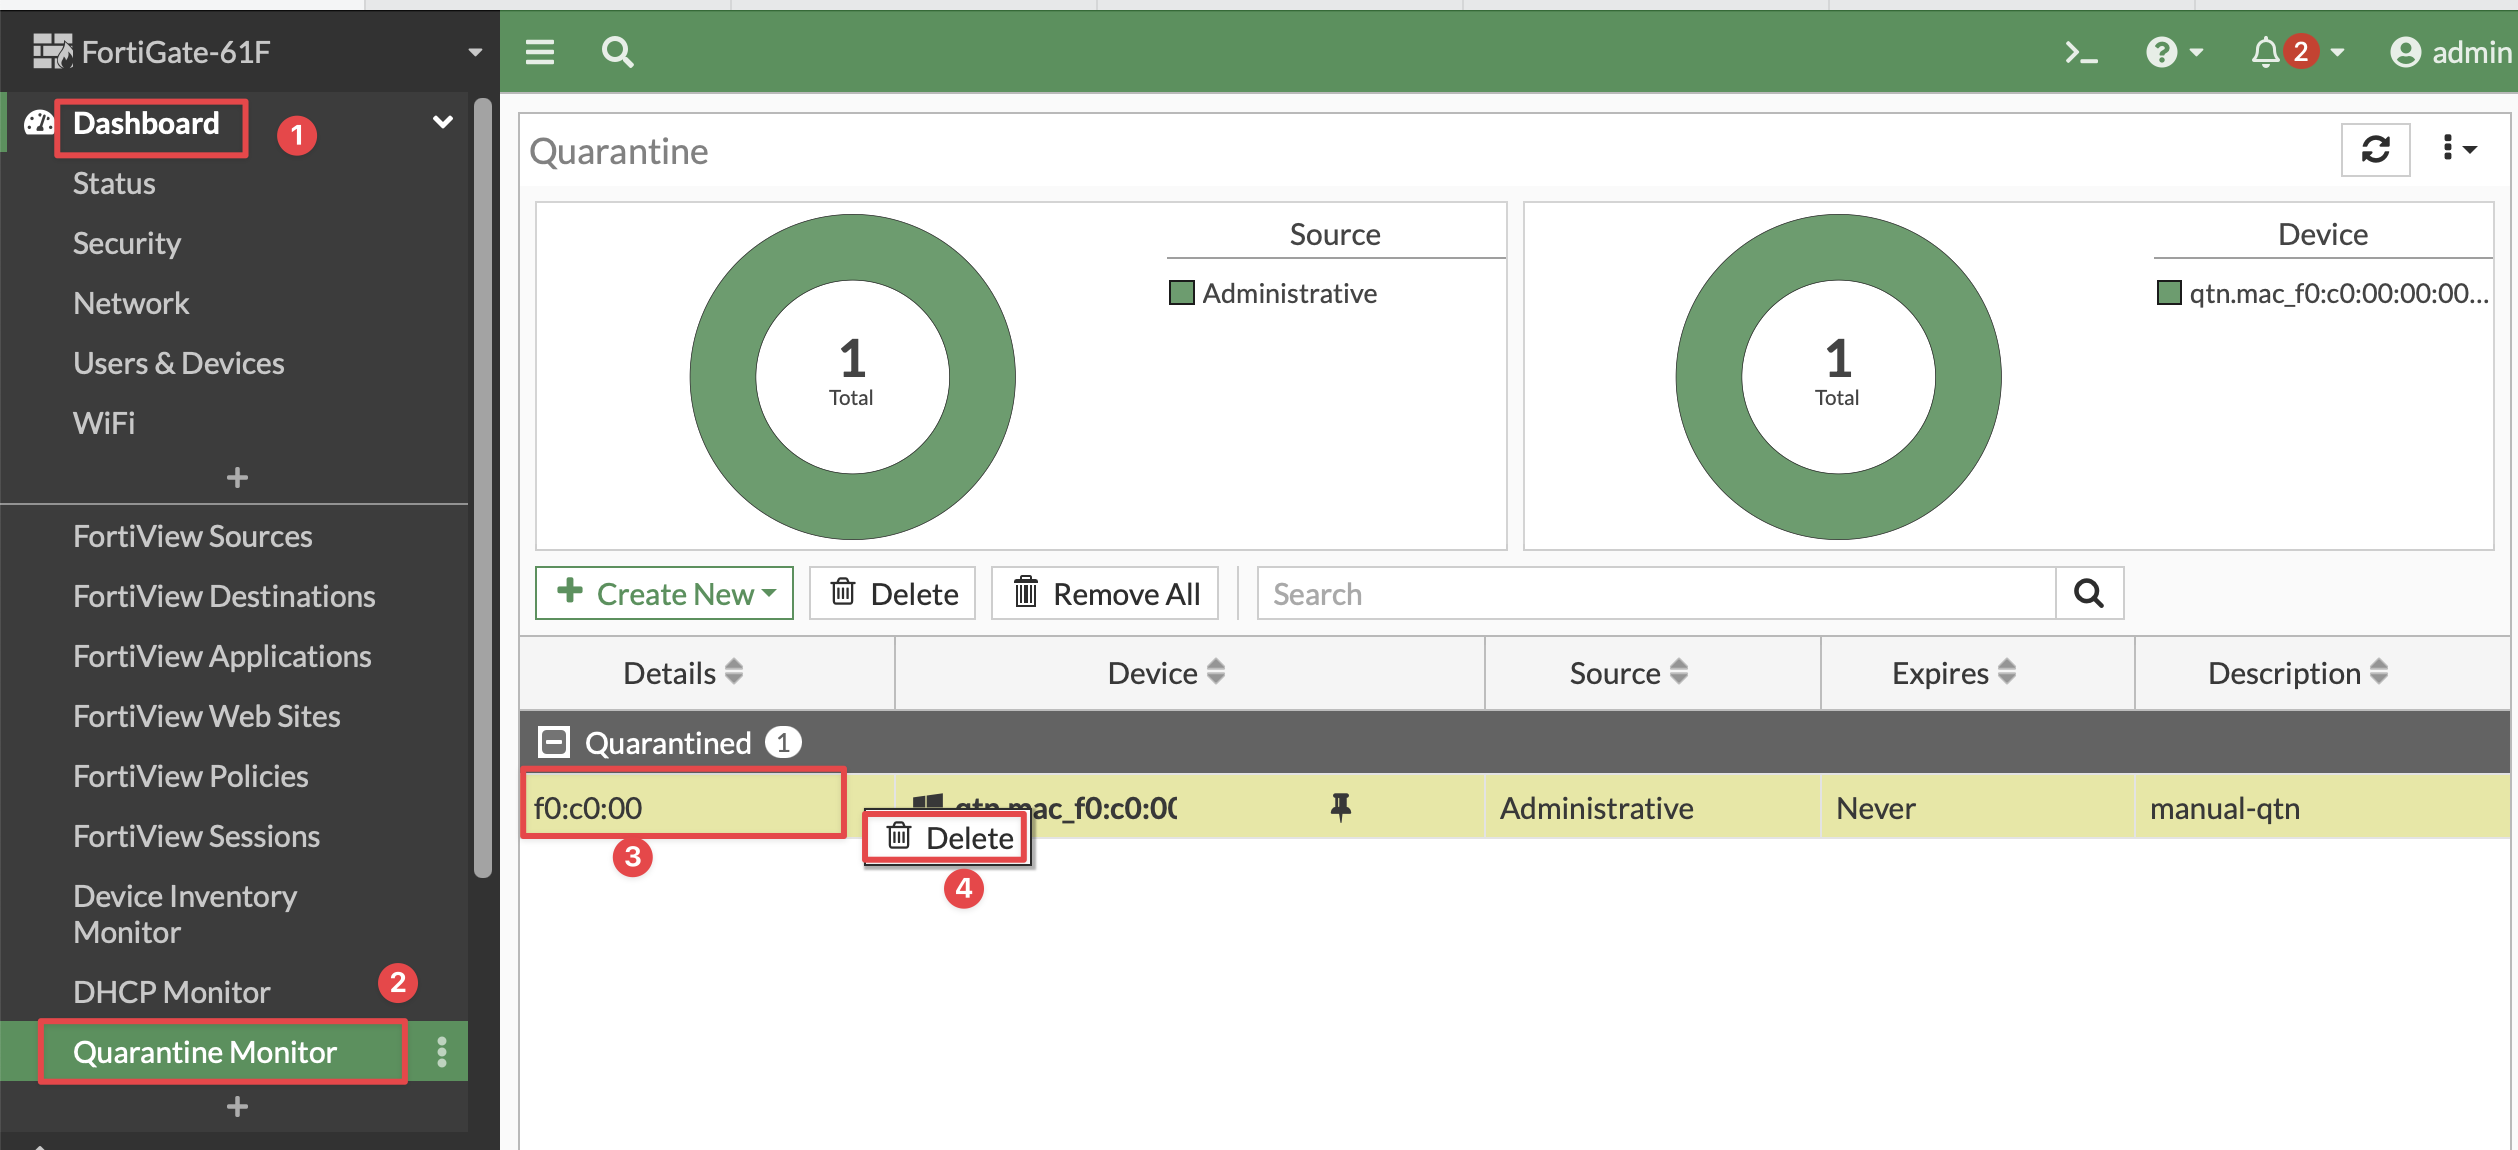 FortiGate-61F
2
admin
Dashboard
1
Status
Security
Network
Users & Devices
WiFi
FortiView Sources
FortiView Destinations
FortiView Applications
FortiView Web Sites
FortiView Policies
FortiView Sessions
Device Inventory
Monitor
DHCP Monitor
2
Quarantine Monitor
Quarantine
Source
Administrative
1
Total
Device
qtn.mac_f0:c0:00:00:00...
1
Total
Create New
Delete
Remove All
Search
Details
Device
Source
Expires
Description
Quarantined 1
f0:c0:00
qtn.mac_f0:c0:00
Administrative
Never
manual-qtn
Delete
3
4